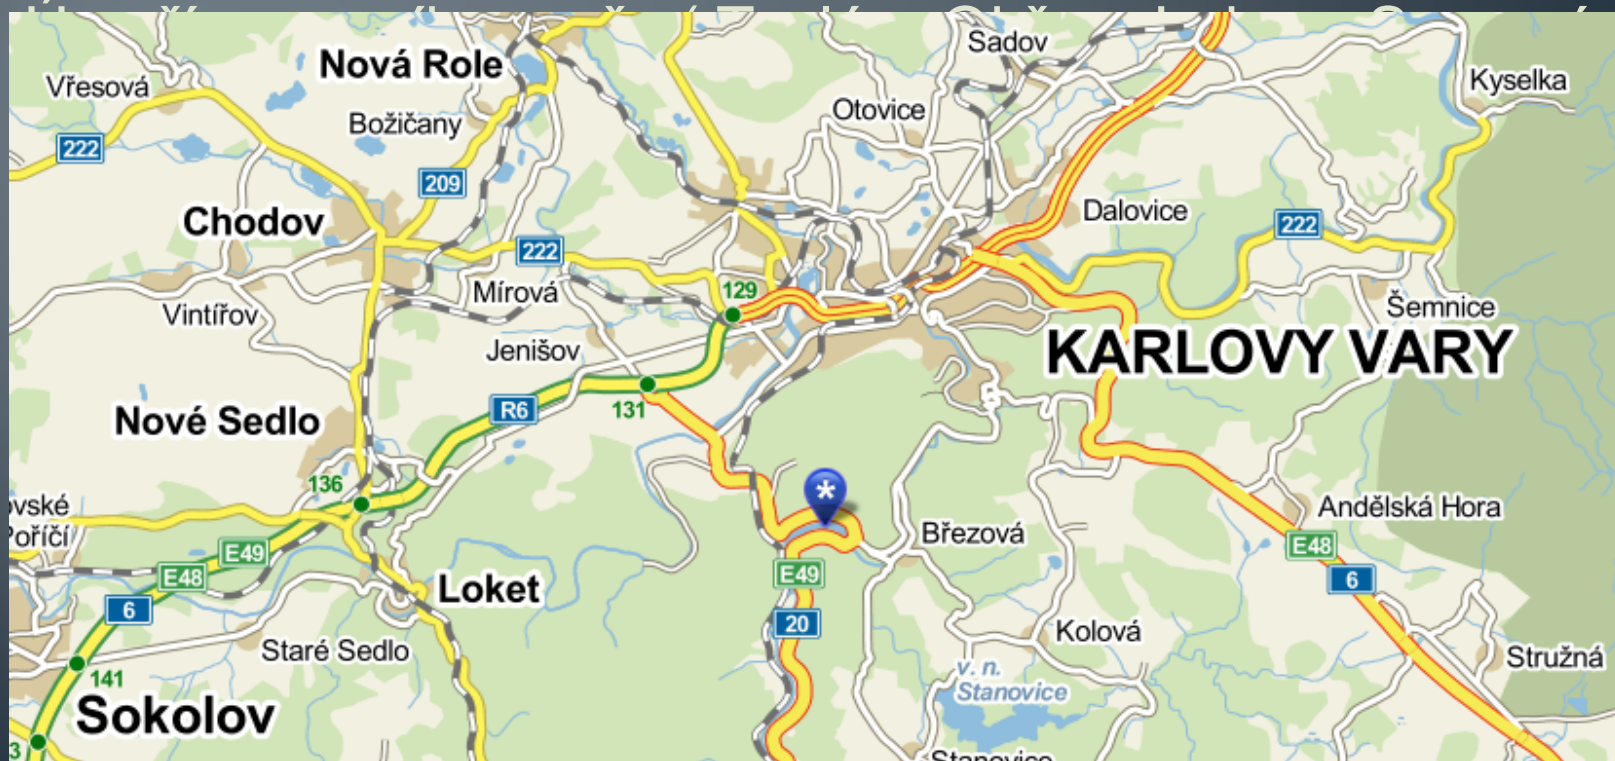 Sadov
Nová Role
Kyselka
Vřesová
Otovice
Božičany
222
209
Dalovice
Chodov
222
222
Mírová
129
Vintířov
Šemnice
Jenišov
KARLOVY VARY
131
R6
Nové Sedlo
136
Andělská Hora
Březová
E48
E49
E48
E49
6
6
Loket
20
Kolová
Staré Sedlo
Stružná
v. n.
Stanovice
141
Sokolov
Stanovice